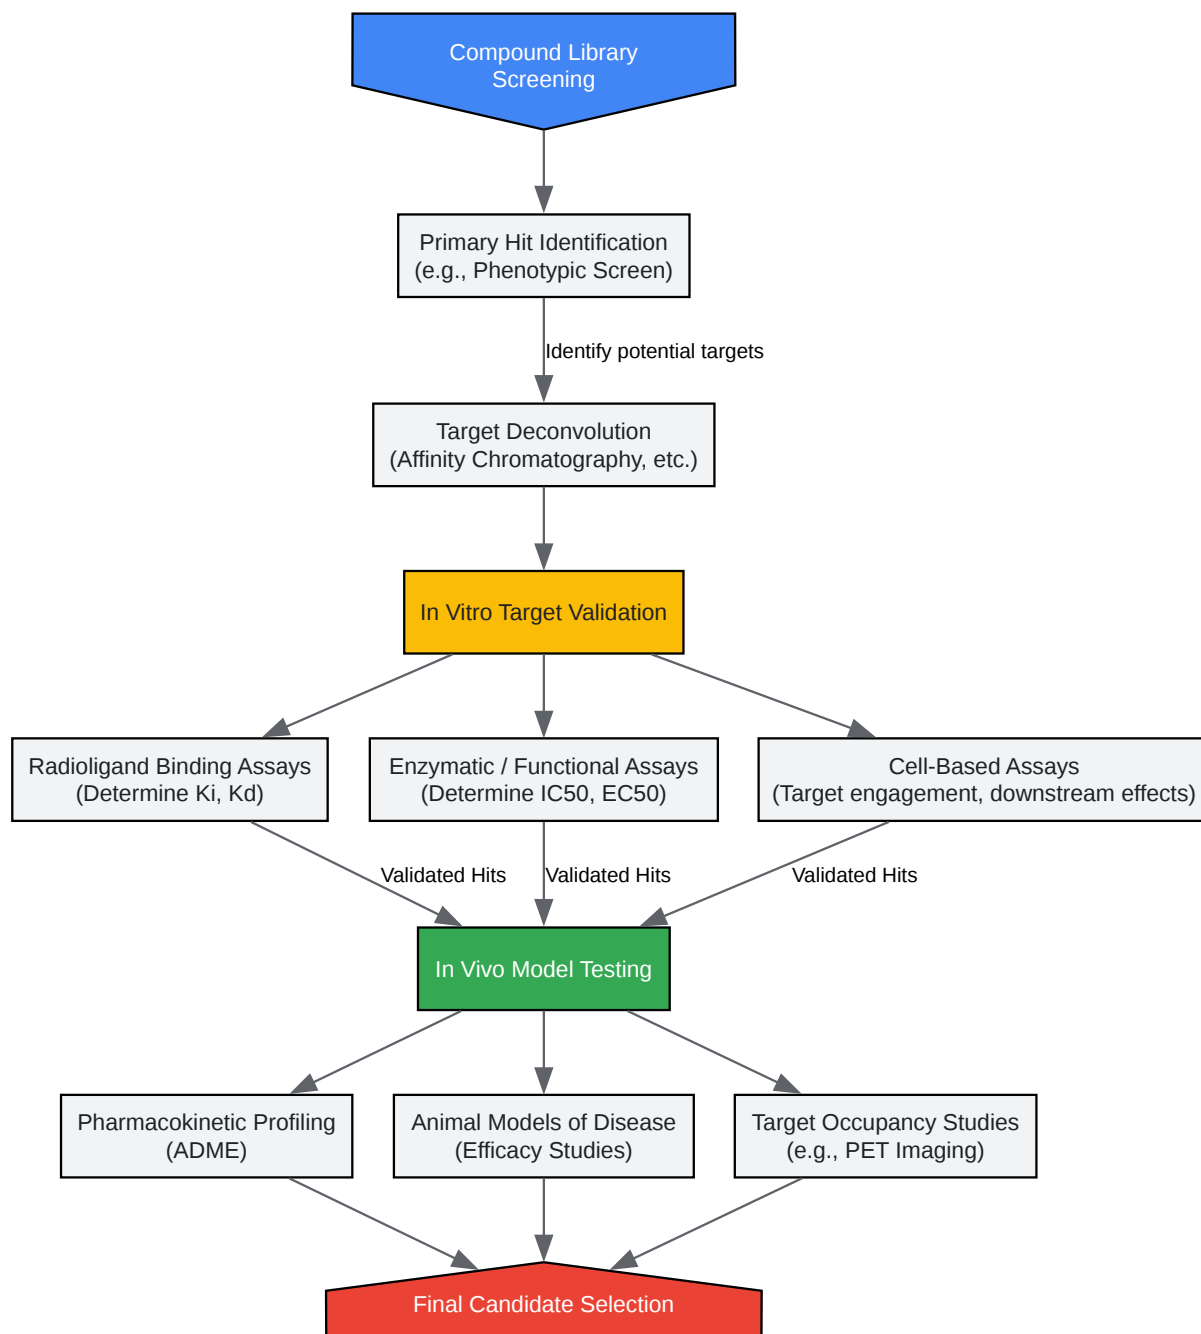 Compound Library
Screening
Primary Hit Identification
(e.g., Phenotypic Screen)
Identify potential targets
Target Deconvolution
(Affinity Chromatography, etc.)
In Vitro Target Validation
Radioligand Binding Assays
(Determine Ki, Kd)
Enzymatic / Functional Assays
(Determine IC50, EC50)
Cell-Based Assays
(Target engagement, downstream effects)
Validated Hits
Validated Hits
Validated Hits
In Vivo Model Testing
Pharmacokinetic Profiling
(ADME)
Animal Models of Disease
(Efficacy Studies)
Target Occupancy Studies
(e.g., PET Imaging)
Final Candidate Selection